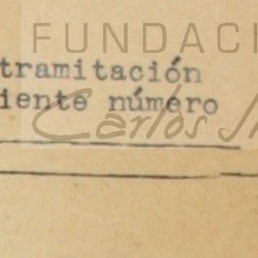 FUNDACI
tramitación
iente número
Carlos